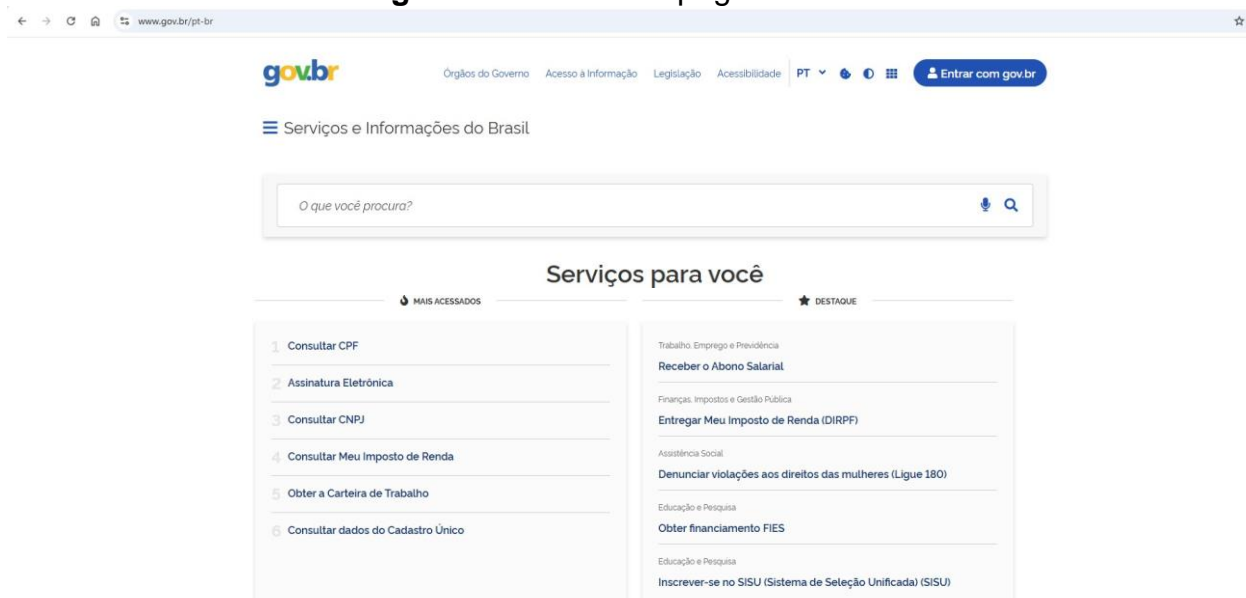 www.gov.br/pt-br
gov.br
Órgãos do Governo Acesso à Informação Legislação Acessibilidade PT Entrar com gov.br
Serviços e Informações do Brasil
O que você procura?
Serviços para você
MAIS ACESSADOS
1 Consultar CPF
2 Assinatura Eletrônica
3 Consultar CNPJ
4 Consultar Meu Imposto de Renda
5 Obter a Carteira de Trabalho
6 Consultar dados do Cadastro Único
DESTAQUE
Trabalho, Emprego e Previdência
Receber o Abono Salarial
Finanças, Impostos e Gestão Pública
Entregar Meu Imposto de Renda (DIRPF)
Assistência Social
Denunciar violações aos direitos das mulheres (Ligue 180)
Educação e Pesquisa
Obter financiamento FIES
Educação e Pesquisa
Inscrever-se no SISU (Sistema de Seleção Unificada) (SISU)